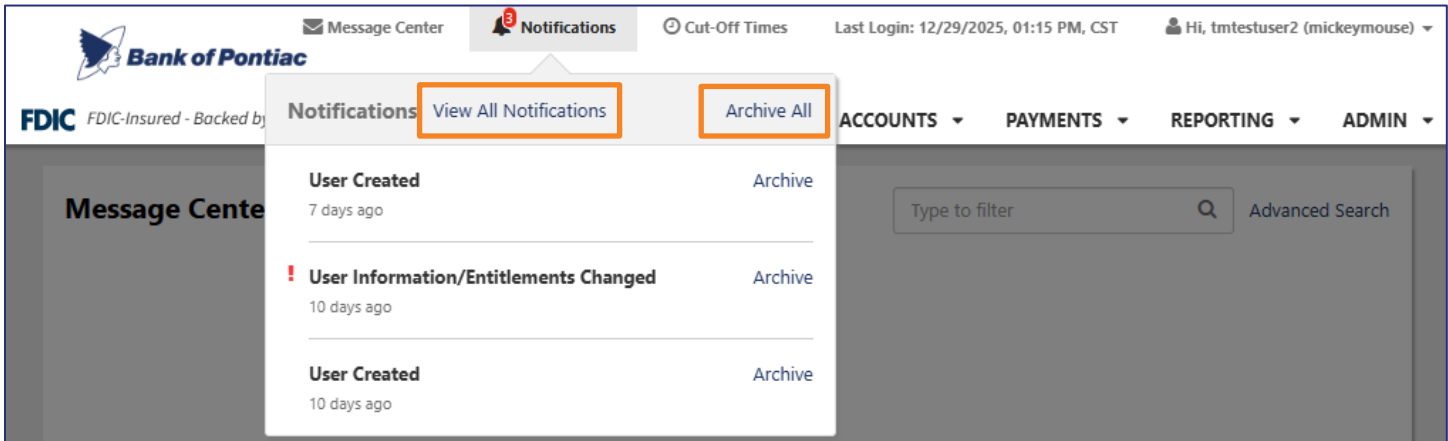 Message Center
3
Notifications
Cut-Off Times
Last Login: 12/29/2025, 01:15 PM, CST
Hi, tmtestuser2 (mickeymouse)
Bank of Pontiac
FDIC FDIC-Insured - Backed by
Notifications View All Notifications Archive All
ACCOUNTS PAYMENTS REPORTING ADMIN
User Created Archive
7 days ago
Message Cente
Type to filter
Advanced Search
! User Information/Entitlements Changed Archive
10 days ago
User Created Archive
10 days ago